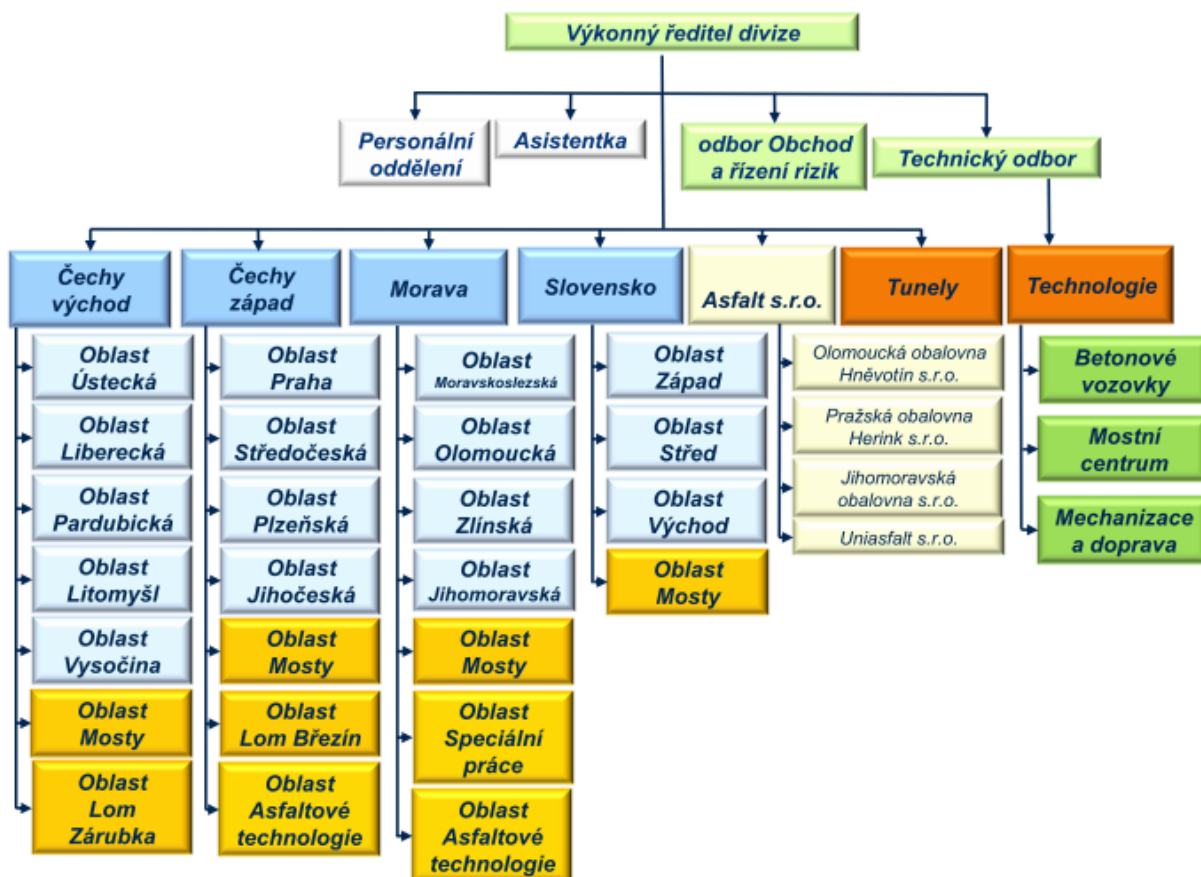 Výkonný ředitel divize
Personální
oddělení
Asistentka
odbor Obchod
a řízení rizik
Technický odbor
Čechy
východ
Čechy
západ
Morava
Slovensko
Asfalt s.r.o.
Tunely
Technologie
Oblast
Ústecká
Oblast
Liberecká
Oblast
Pardubická
Oblast
Litomyšl
Oblast
Vysočina
Oblast
Mosty
Oblast
Lom
Zárubka
Oblast
Praha
Oblast
Středočeská
Oblast
Plzeňská
Oblast
Jihočeská
Oblast
Mosty
Oblast
Lom Březín
Oblast
Asfaltové
technologie
Oblast
Moravskoslezská
Oblast
Olomoucká
Oblast
Zlínská
Oblast
Jihomoravská
Oblast
Mosty
Oblast
Speciální
práce
Oblast
Asfaltové
technologie
Oblast
Západ
Oblast
Střed
Oblast
Východ
Oblast
Mosty
Olomoucká obalovna
Hněvotín s.r.o.
Pražská obalovna
Herink s.r.o.
Jihomoravská
obalovna s.r.o.
Uniasfalt s.r.o.
Betonové
vozovky
Mostní
centrum
Mechanizace
a doprava